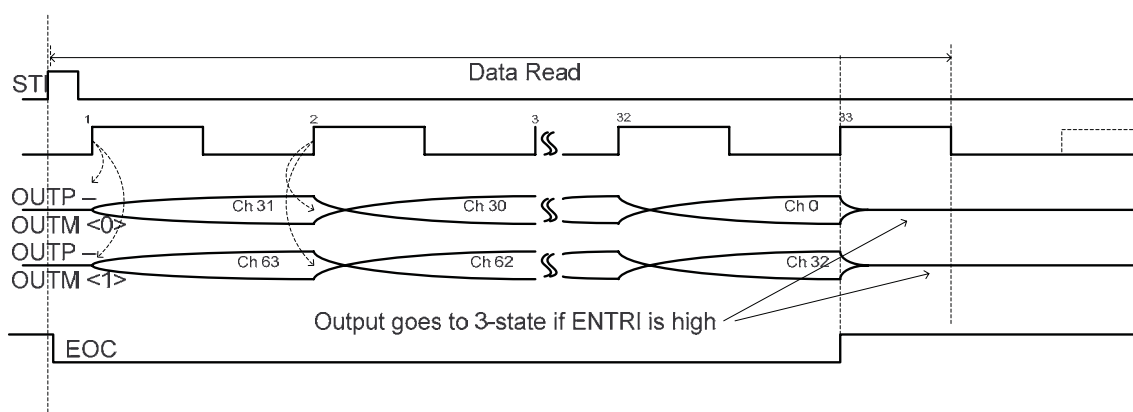 Data Read
STI
1 2 32 3 33
OUTP –
OUTM <0>
Ch 31 Ch 30 Ch 0
OUTP –
OUTM <1>
Ch 63 Ch 62 Ch 32
Output goes to 3-state if ENTRI is high
EOC